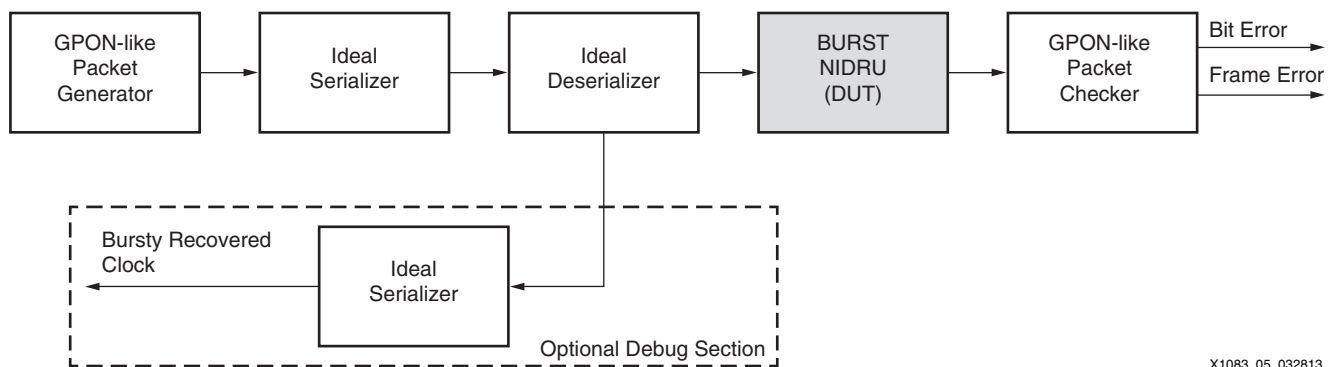 GPON-like
Packet
Generator
Ideal
Serializer
Ideal
Deserializer
BURST
NIDRU
(DUT)
GPON-like
Packet
Checker
Bit Error
Frame Error
Bursty Recovered
Clock
Ideal
Serializer
Optional Debug Section
X1083_05_032813